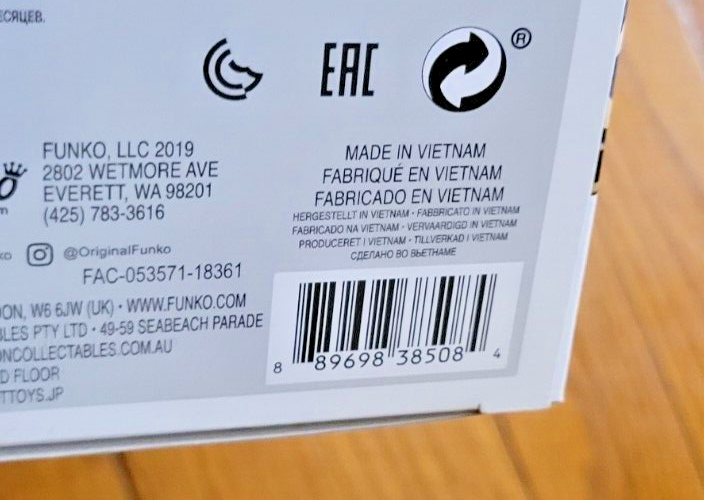 ЕСЯЦЕВ.
EAC
®
FUNKO, LLC 2019
2802 WETMORE AVE
EVERETT, WA 98201
(425) 783-3616
@OriginalFunko
FAC-053571-18361
W6 6JW (UK) • WWW.FUNKO.COM
PTY LTD • 49-59 SEABEACH PARADE
ONCOLLECTABLES.COM.AU
D FLOOR
TTOYS.JP
MADE IN VIETNAM
FABRIQUÉ EN VIETNAM
FABRICADO EN VIETNAM
HERGESTELLT IN VIETNAM • FABBRICATO IN VIETNAM
FABRICADO NA VIETNAM • VERVAARDIGD IN VIETNAM
PRODUCERET I VIETNAM • TILLVERKAD I VIETNAM
СДЕЛАНО ВО ВЬЕТНАМЕ
8 89698 38508 4